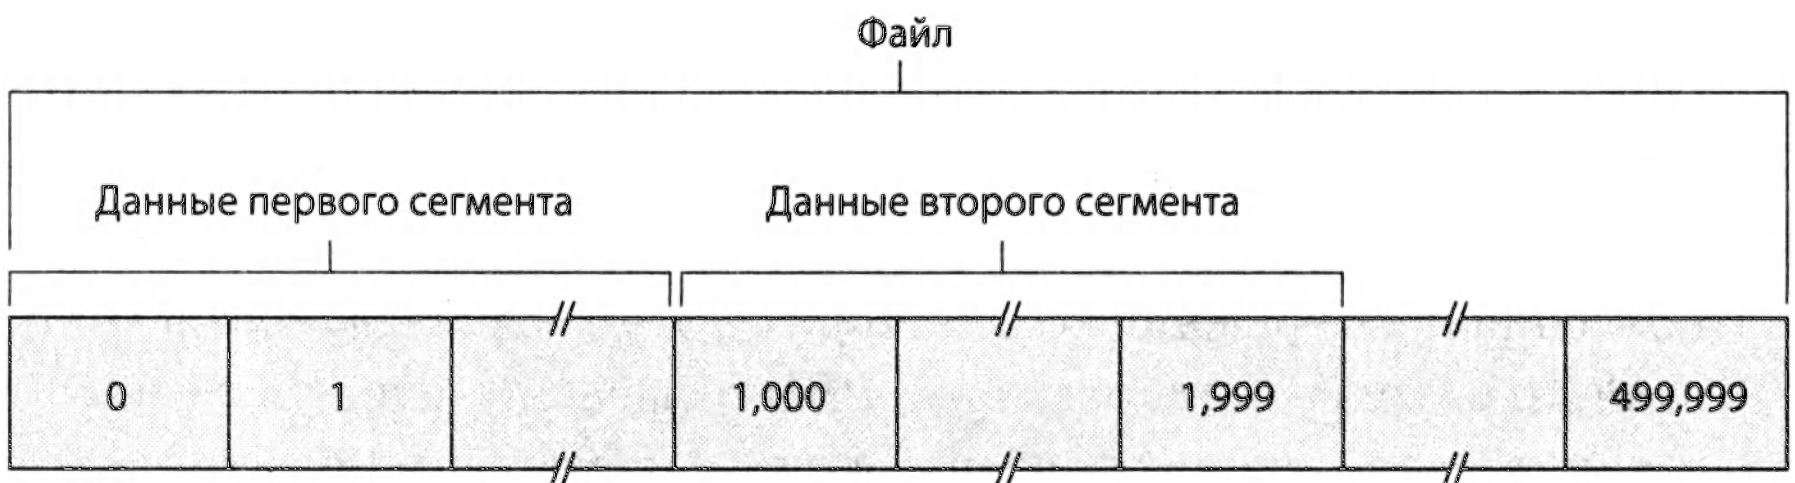 Файл
Данные первого сегмента Данные второго сегмента
0 1 1,000 1,999 499,999